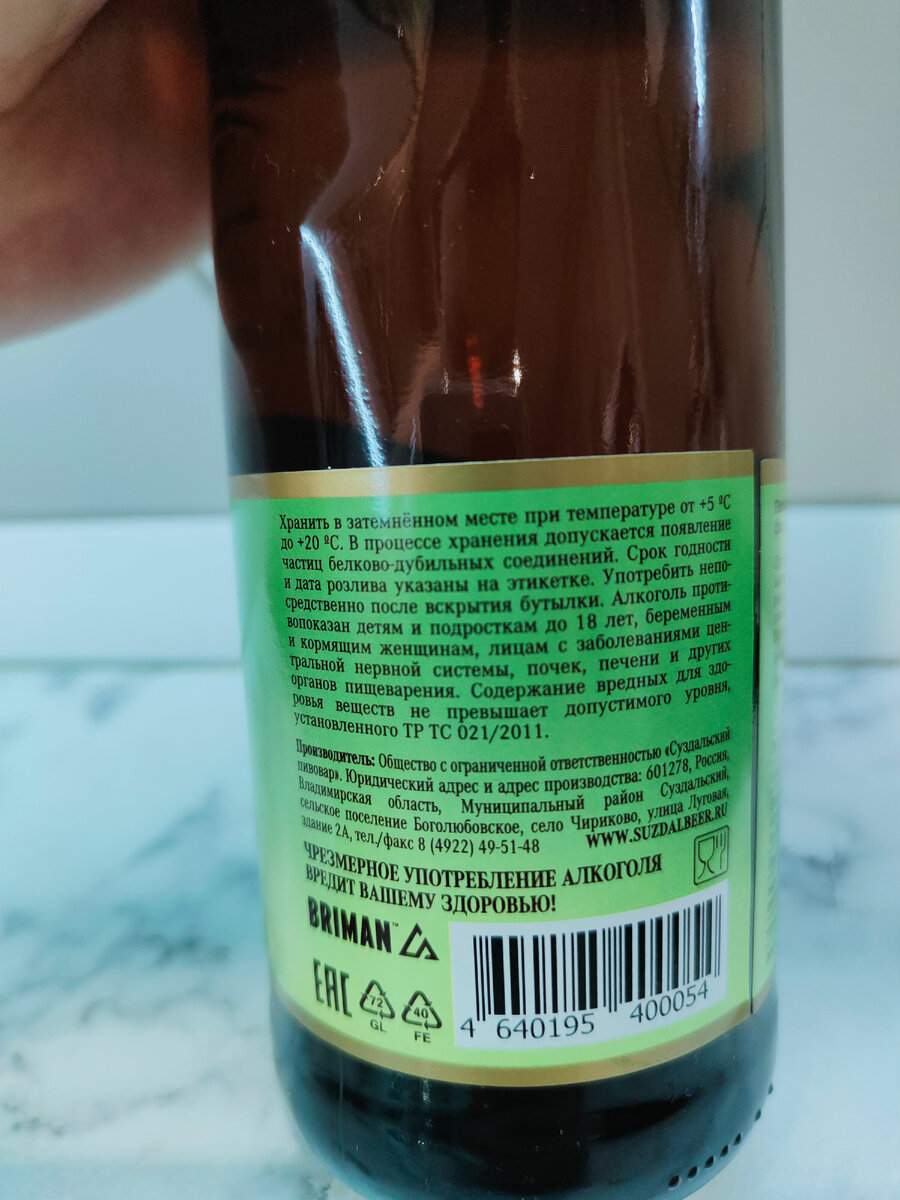 Хранить в затемнённом месте при температуре от +5 ºС
до +20 ºС. В процессе хранения допускается появление
частиц белково-дубильных соединений. Срок годности
и дата розлива указаны на этикетке. Употребить непо-
средственно после вскрытия бутылки. Алкоголь проти-
вопоказан детям и подросткам до 18 лет, беременным
и кормящим женщинам, лицам с заболеваниями цен-
тральной нервной системы, почек, печени и других
органов пищеварения. Содержание вредных для здо-
ровья веществ не превышает допустимого уровня,
установленного ТР ТС 021/2011.
Производитель: Общество с ограниченной ответственностью «Суздальский
пивовар». Юридический адрес и адрес производства: 601278, Россия,
Владимирская область, Муниципальный район Суздальский,
сельское поселение Боголюбовское, село Чириково, улица Луговая,
здание 2А, тел./факс 8 (4922) 49-51-48 WWW.SUZDALBEER.RU
ЧРЕЗМЕРНОЕ УПОТРЕБЛЕНИЕ АЛКОГОЛЯ
ВРЕДИТ ВАШЕМУ ЗДОРОВЬЮ!
BRIMAN™
EAC
72
GL
40
FE
4 640195 400054